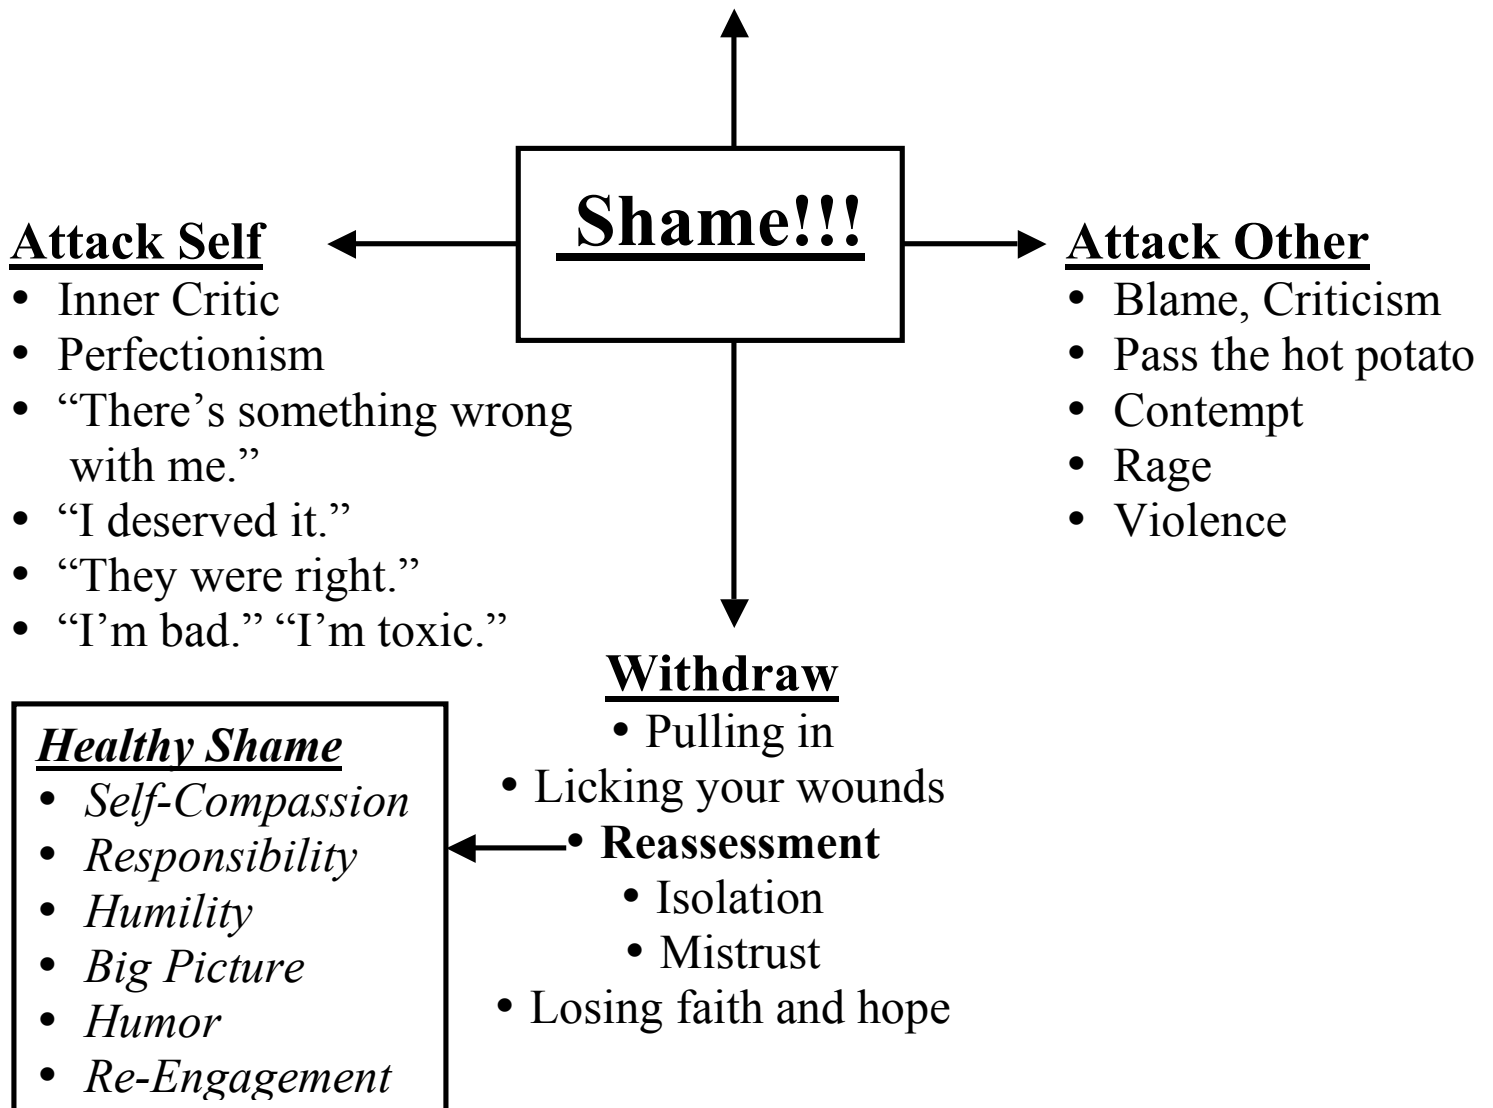 Shame!!!
Attack Self
• Inner Critic
• Perfectionism
• “There’s something wrong
with me.”
• “I deserved it.”
• “They were right.”
• “I’m bad.” “I’m toxic.”
Attack Other
• Blame, Criticism
• Pass the hot potato
• Contempt
• Rage
• Violence
Withdraw
• Pulling in
• Licking your wounds
• Reassessment
• Isolation
• Mistrust
• Losing faith and hope
Healthy Shame
• Self-Compassion
• Responsibility
• Humility
• Big Picture
• Humor
• Re-Engagement